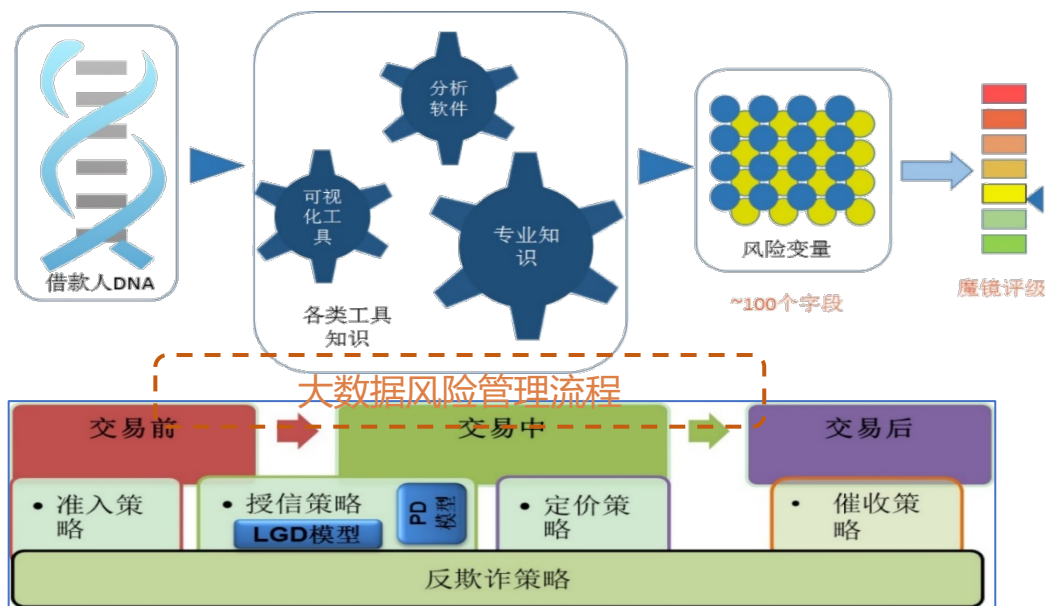 分析
软件
可视
化工
具
专业知
识
借款人DNA
各类工具
知识
风险变量
~100个字段
魔镜评级
大数据风险管理流程
交易前
交易中
交易后
• 准入策
略
• 授信策略
LGD模型
PD
模型
• 定价策
略
• 催收策
略
反欺诈策略